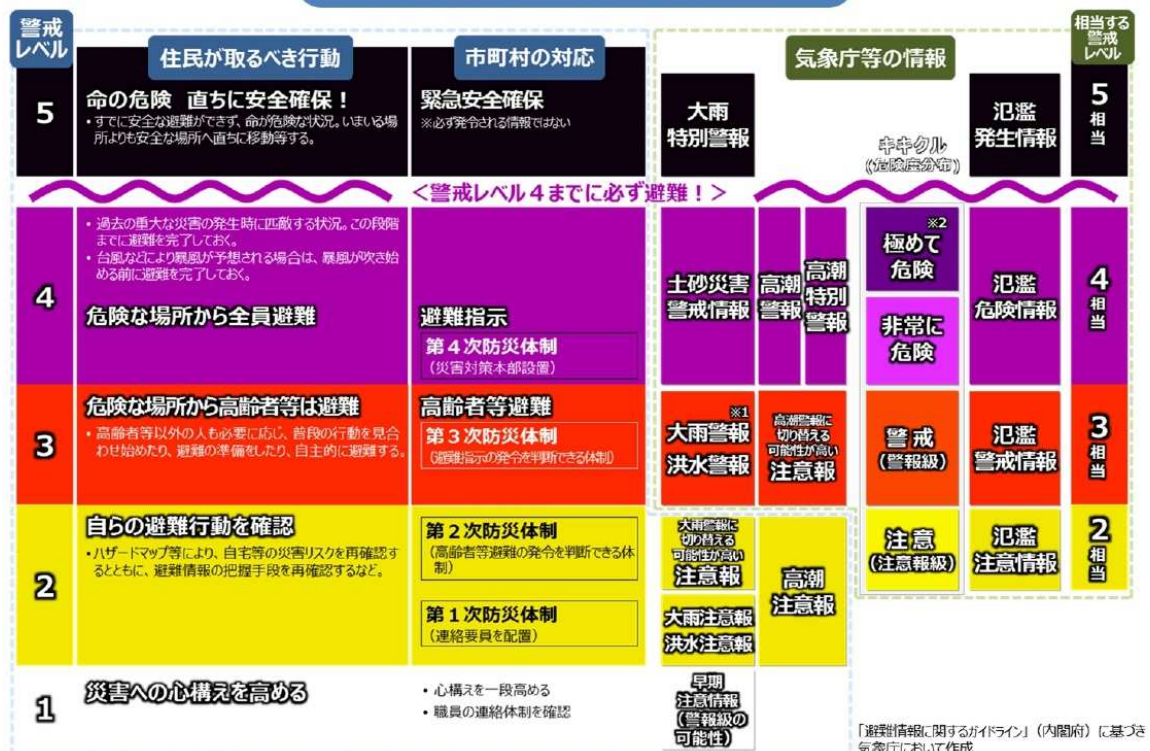 警戒
レベル
住民が取るべき行動
市町村の対応
気象庁等の情報
相当する
警戒
レベル
5
命の危険 直ちに安全確保！
・すでに安全な避難ができず、命が危険な状況。いまいる場
所よりも安全な場所へ直ちに移動等する。
緊急安全確保
※必ず発令される情報ではない
大雨
特別警報
キキクル
(危険度分布)
氾濫
発生情報
5
相
当
＜警戒レベル４までに必ず避難！＞
4
・過去の重大な災害の発生時に匹敵する状況。この段階
までに避難を完了しておく。
・台風などにより暴風が予想される場合は、暴風が吹き始
める前に避難を完了しておく。
危険な場所から全員避難
避難指示
第４次防災体制
(災害対策本部設置)
土砂災害
警戒情報
高潮
警報
高潮
特別
警報
※2
極めて
危険
非常に
危険
氾濫
危険情報
4
相
当
3
危険な場所から高齢者等は避難
・高齢者等以外の人も必要に応じ、普段の行動を見合
わせ始めたり、避難の準備をしたり、自主的に避難する。
高齢者等避難
第３次防災体制
(避難指示の発令を判断できる体制)
※1
大雨警報
洪水警報
高潮警報に
切り替える
可能性が高い
注意報
警戒
(警報級)
氾濫
警戒情報
3
相
当
2
自らの避難行動を確認
・ハザードマップ等により、自宅等の災害リスクを再確認す
るとともに、避難情報の把握手段を再確認するなど。
第２次防災体制
(高齢者等避難の発令を判断できる体
制)
第１次防災体制
(連絡要員を配置)
大雨警報に
切り替える
可能性が高い
注意報
大雨注意報
洪水注意報
高潮
注意報
注意
(注意報級)
氾濫
注意情報
2
相
当
1
災害への心構えを高める
・心構えを一段高める
・職員の連絡体制を確認
早期
注意情報
(警報級の
可能性)
「避難情報に関するガイドライン」(内閣府)に基づき
気象庁において作成